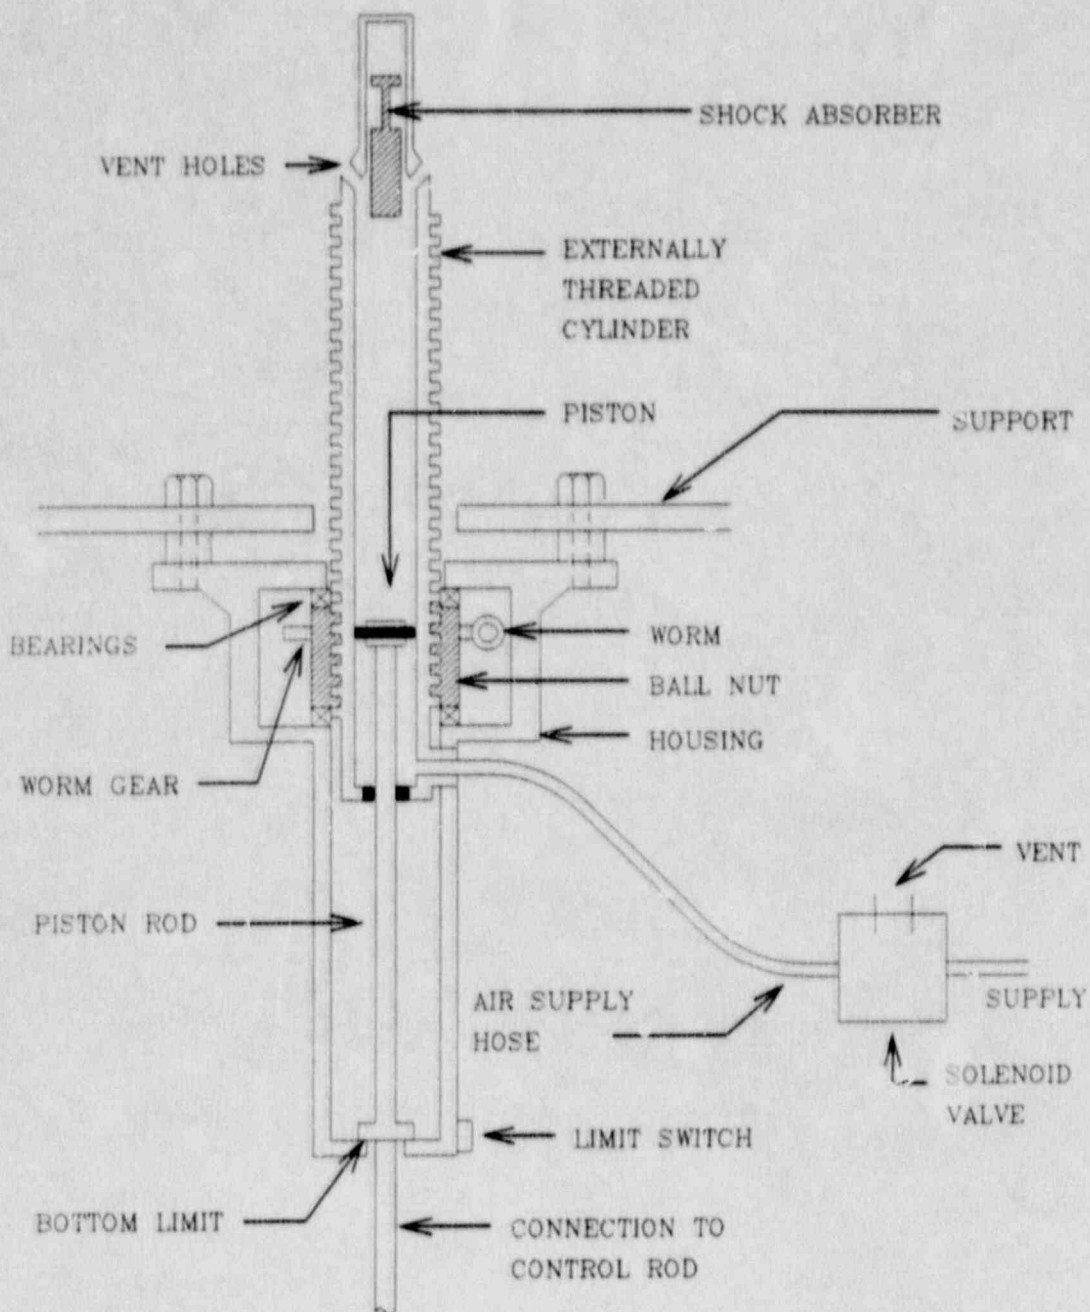 SHOCK ABSORBER
VENT HOLES
EXTERNALLY
THREADED
CYLINDER
PISTON
SUPPORT
BEARINGS
WORM
BALL NUT
HOUSING
WORM GEAR
VENT
PISTON ROD
AIR SUPPLY
HOSE
SUPPLY
SOLENOID
VALVE
LIMIT SWITCH
BOTTOM LIMIT
CONNECTION TO
CONTROL ROD